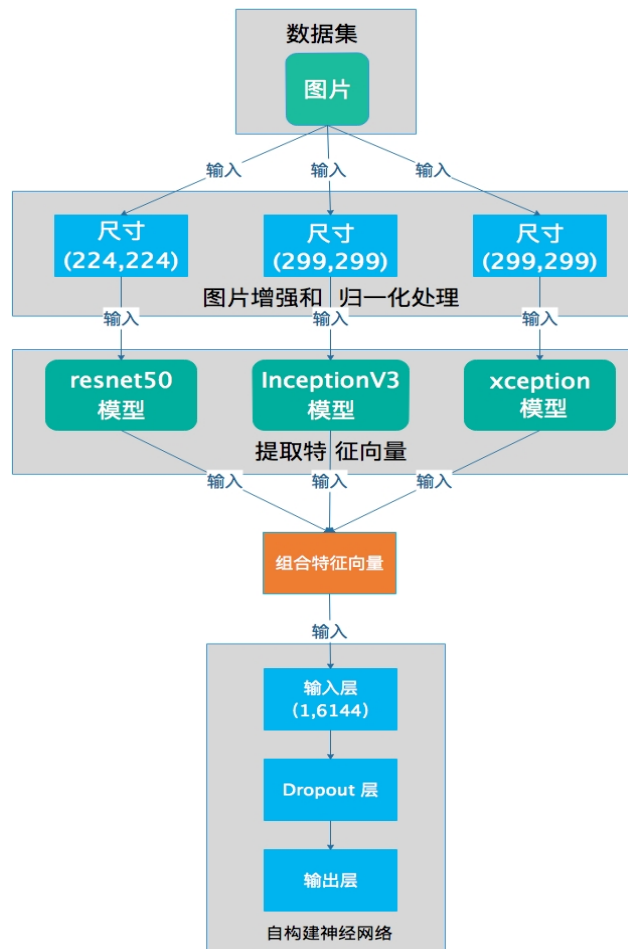 数据集
图片
输入 输入 输入
尺寸 尺寸 尺寸
(224,224) (299,299) (299,299)
图片增强和 归一化处理
输入 输入 输入
resnet50 InceptionV3 xception
模型 模型 模型
提取特 征向量
输入 输入 输入
组合特征向量
输入
输入层
(1,6144)
Dropout 层
输出层
自构建神经网络